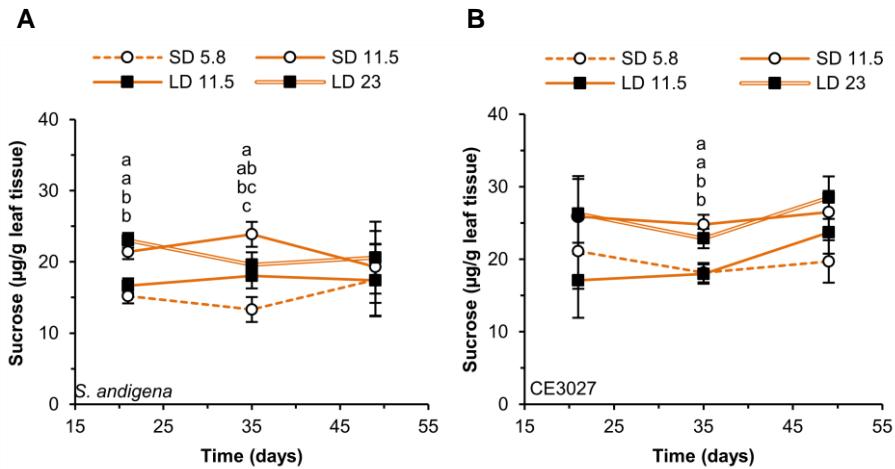 A
SD 5.8
SD 11.5
LD 11.5
LD 23
Sucrose (µg/g leaf tissue)
40
30
20
10
0
a
a
b
b
a
ab
bc
c
S. andigena
15
25
35
45
55
Time (days)
B
SD 5.8
SD 11.5
LD 11.5
LD 23
Sucrose (µg/g leaf tissue)
40
30
20
10
0
a
a
b
b
CE3027
15
25
35
45
55
Time (days)